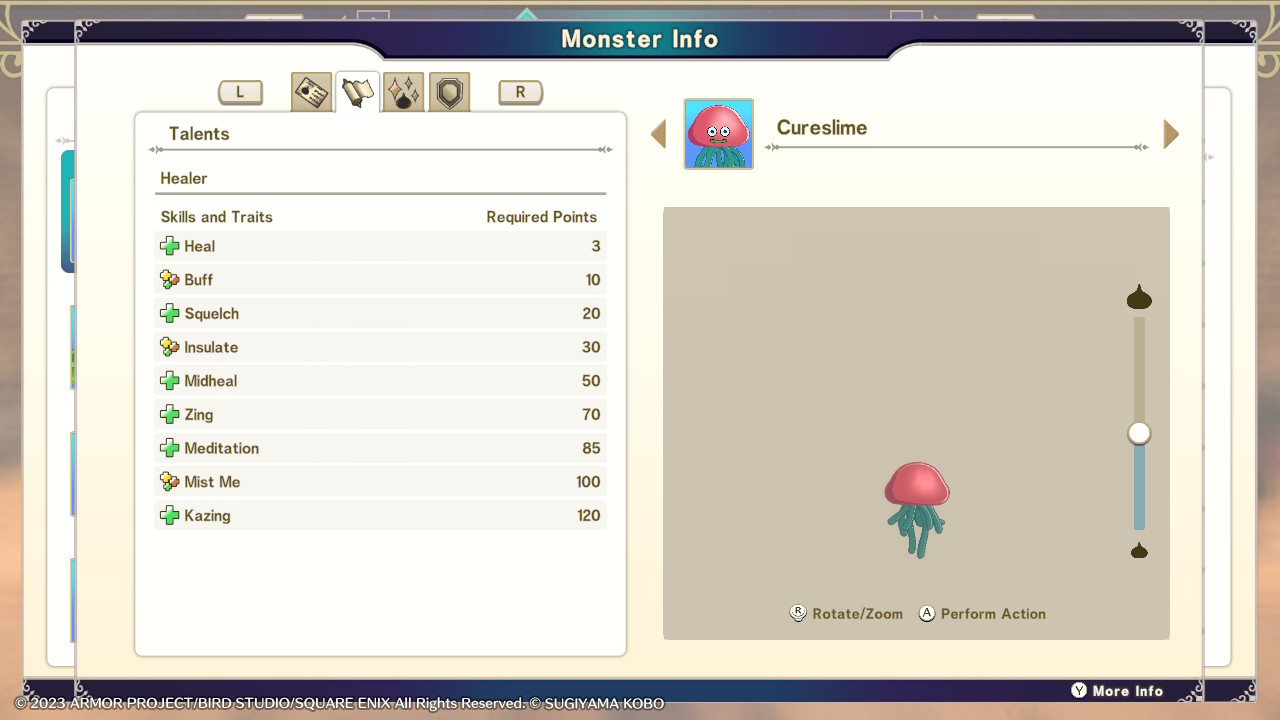 Monster Info
L
R
Talents
Healer
Skills and Traits Required Points
Heal 3
Buff 10
Squelch 20
Insulate 30
Midheal 50
Zing 70
Meditation 85
Mist Me 100
Kazing 120
Cureslime
R Rotate/Zoom A Perform Action
Y More Info
© 2023 ARMOR PROJECT/BIRD STUDIO/SQUARE ENIX All Rights Reserved. © SUGIYAMA KOBO